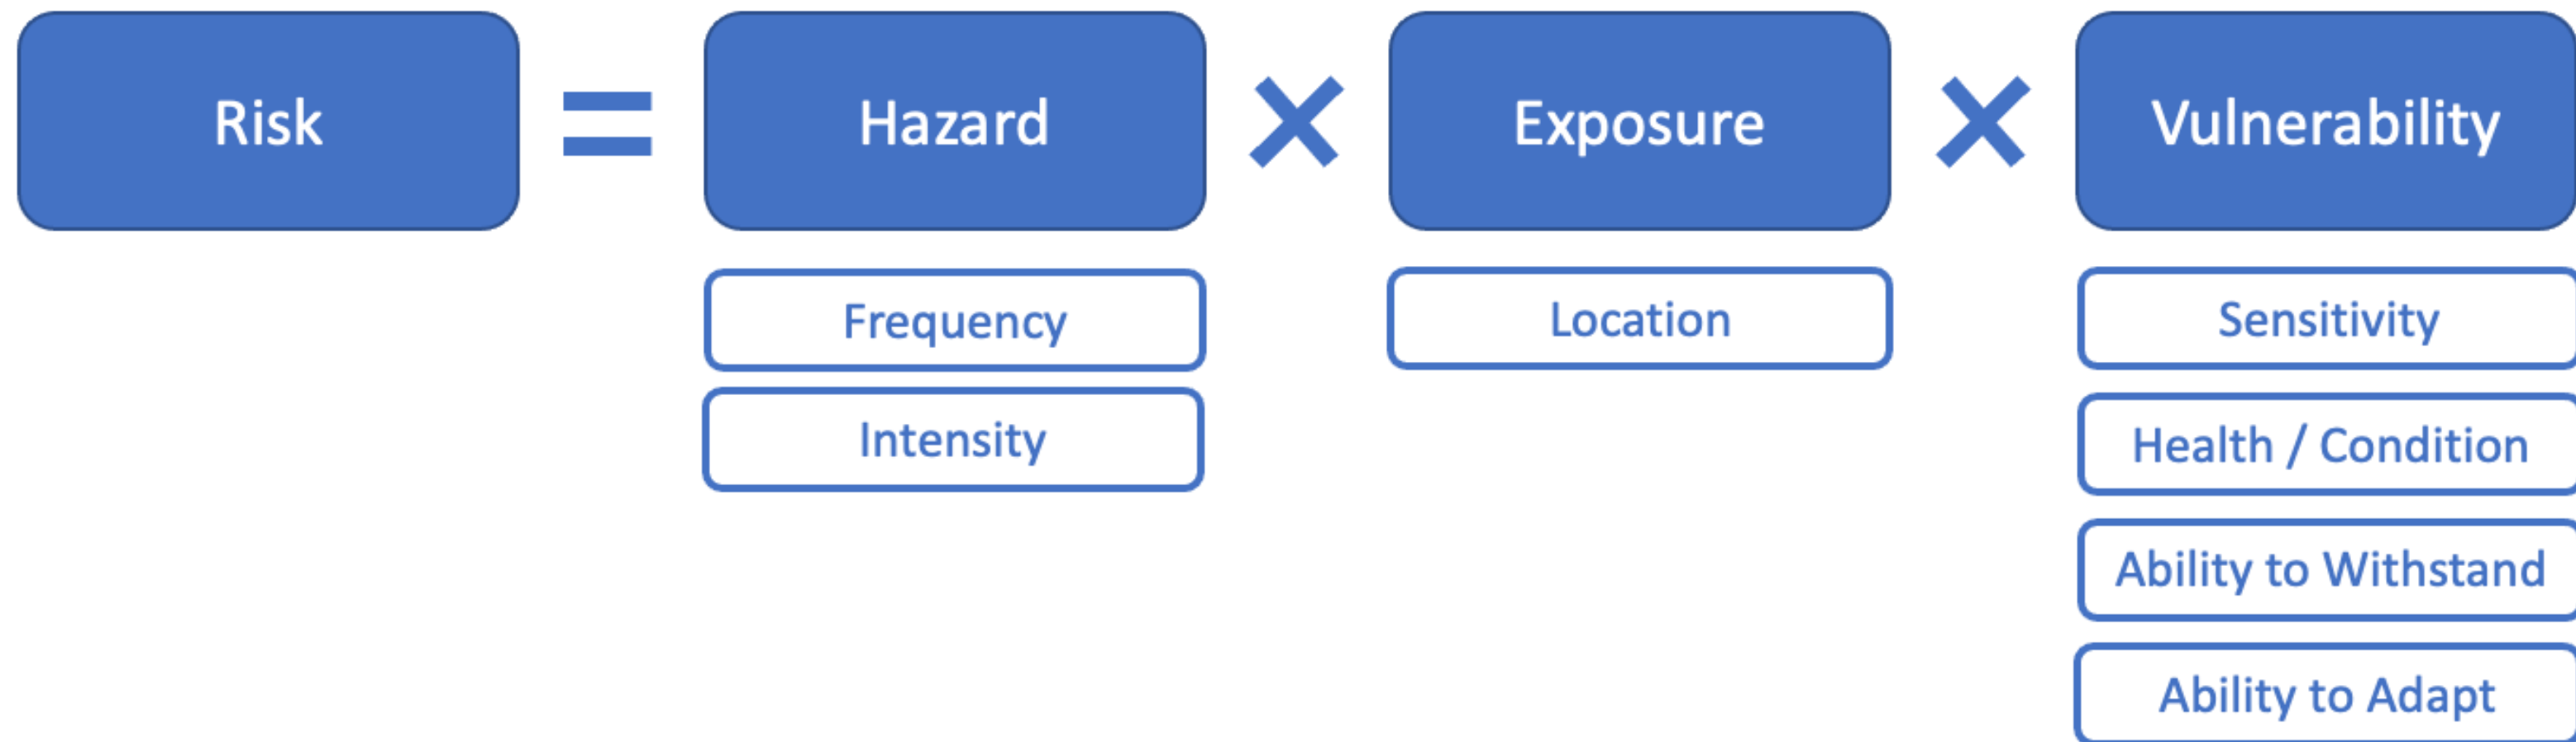 Risk = Hazard × Exposure × Vulnerability
Frequency
Intensity
Location
Sensitivity
Health / Condition
Ability to Withstand
Ability to Adapt